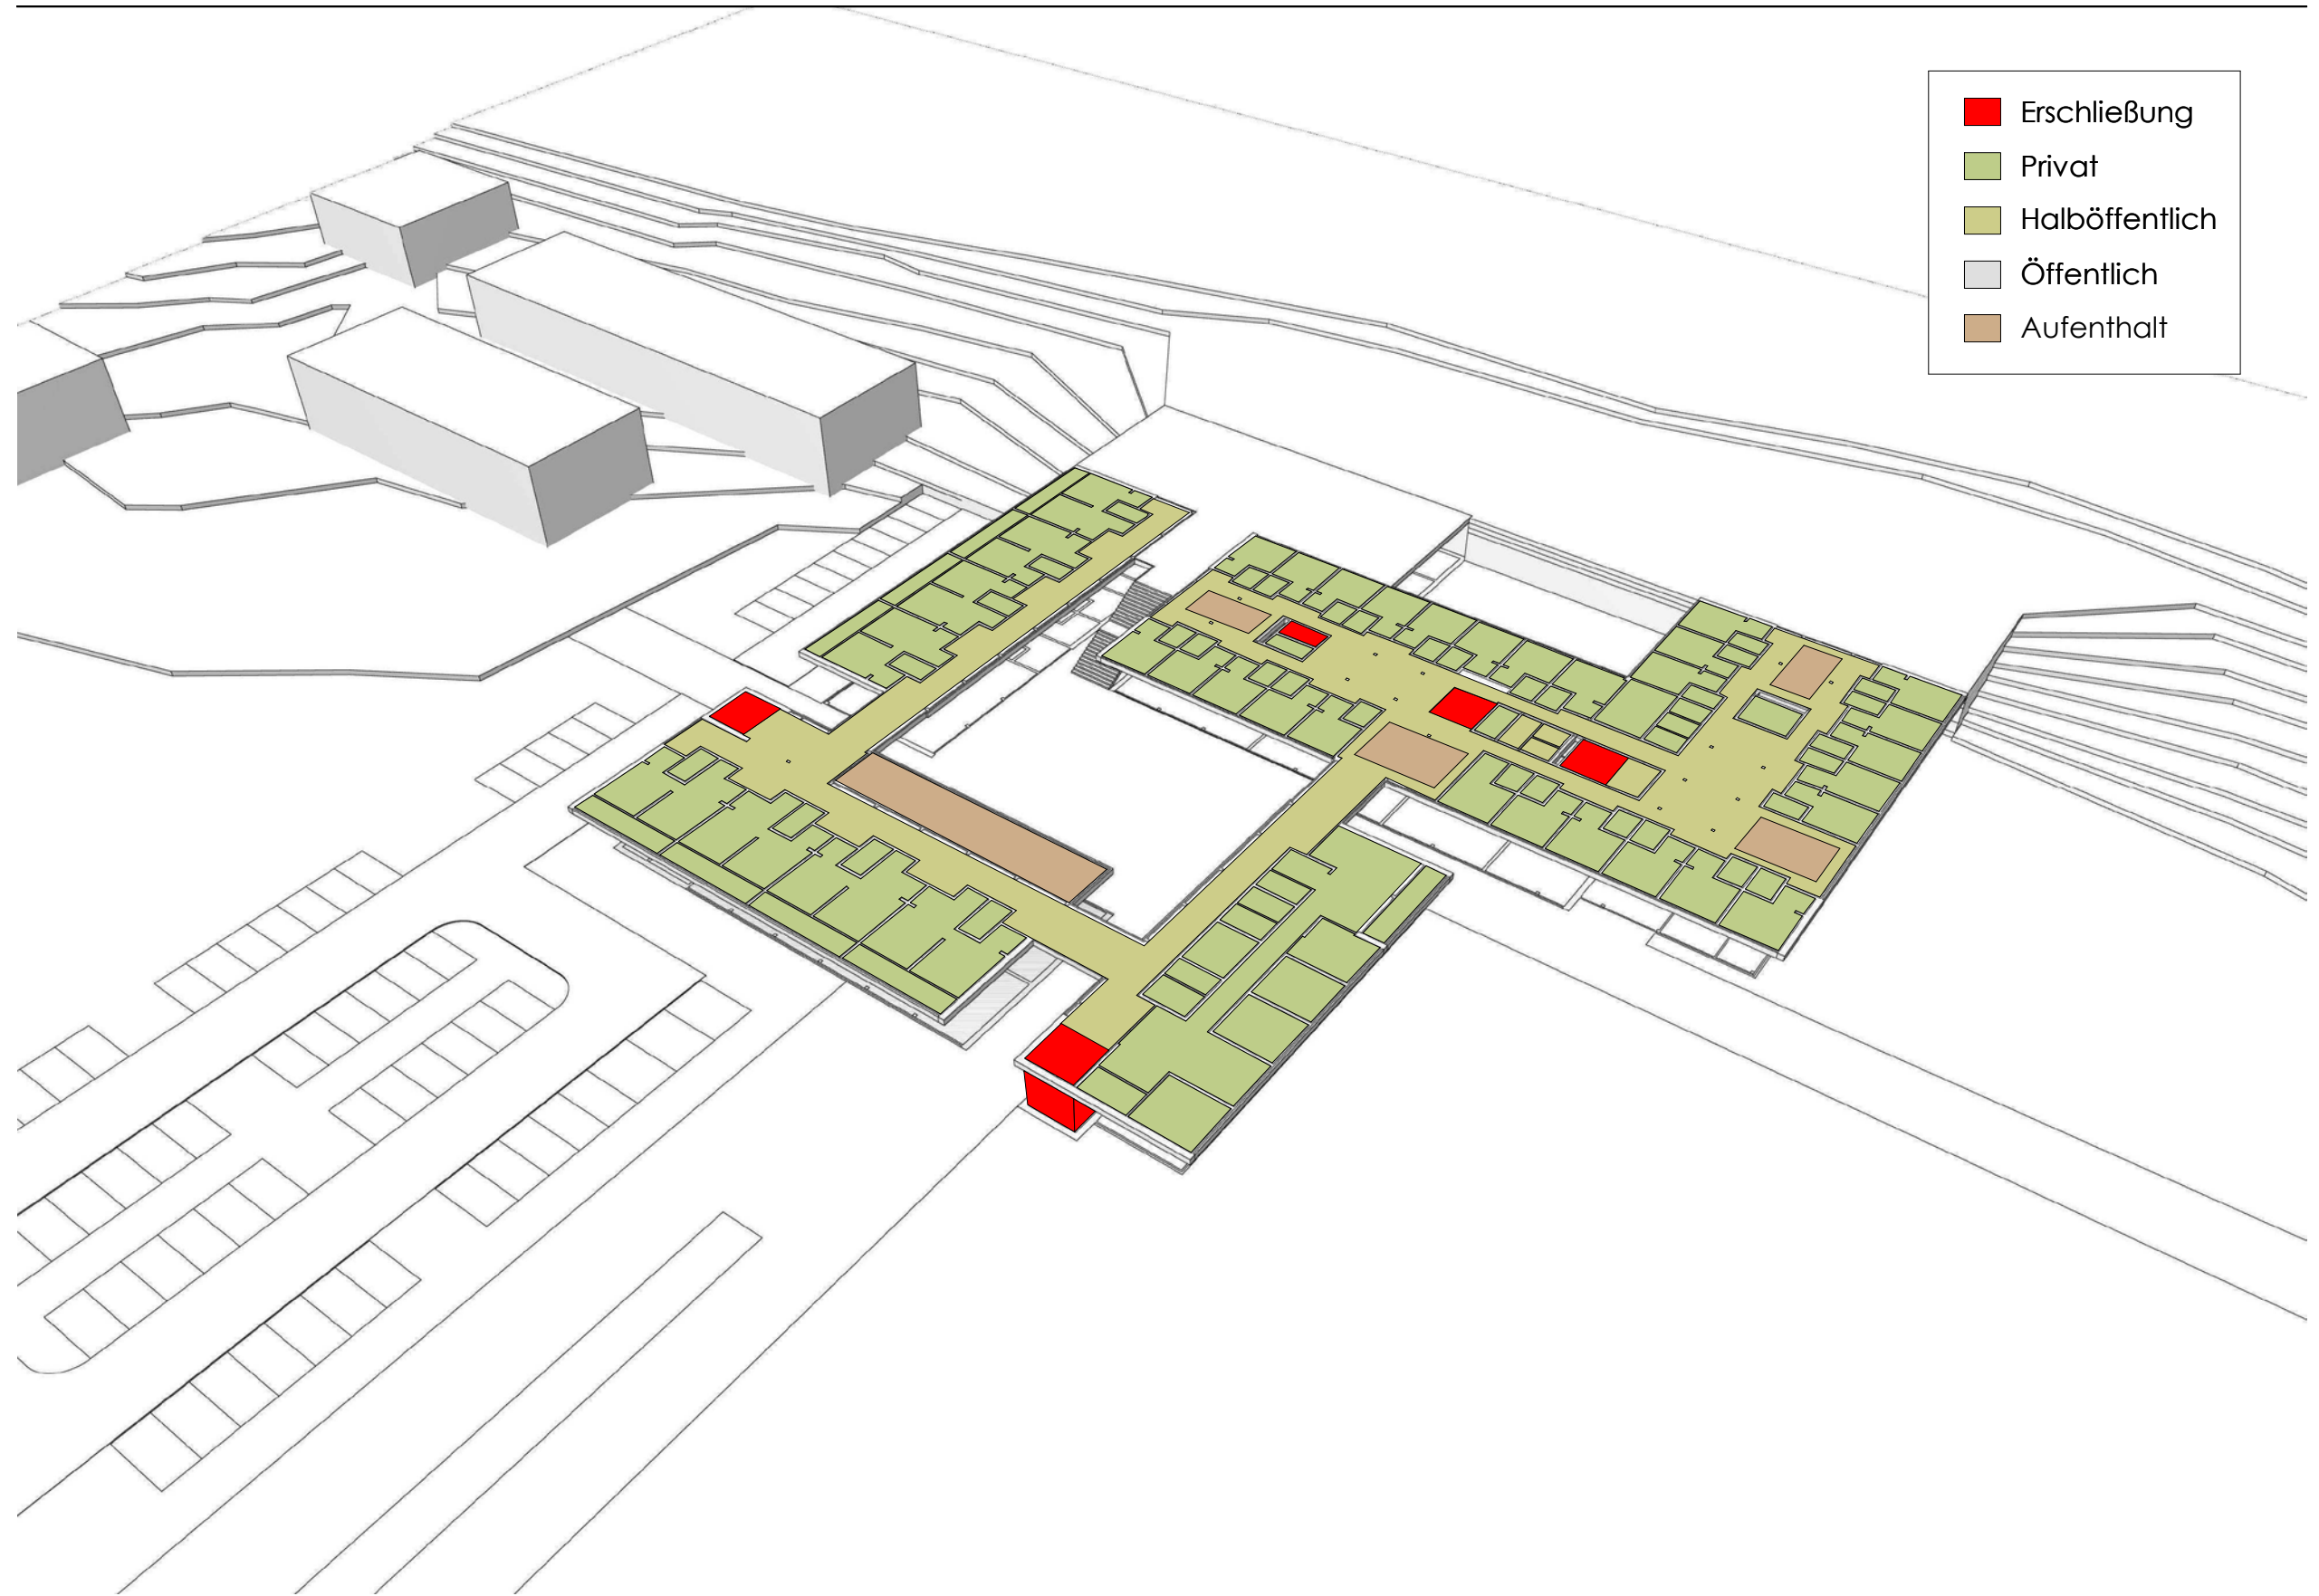 Erschließung
Privat
Halböffentlich
Öffentlich
Aufenthalt